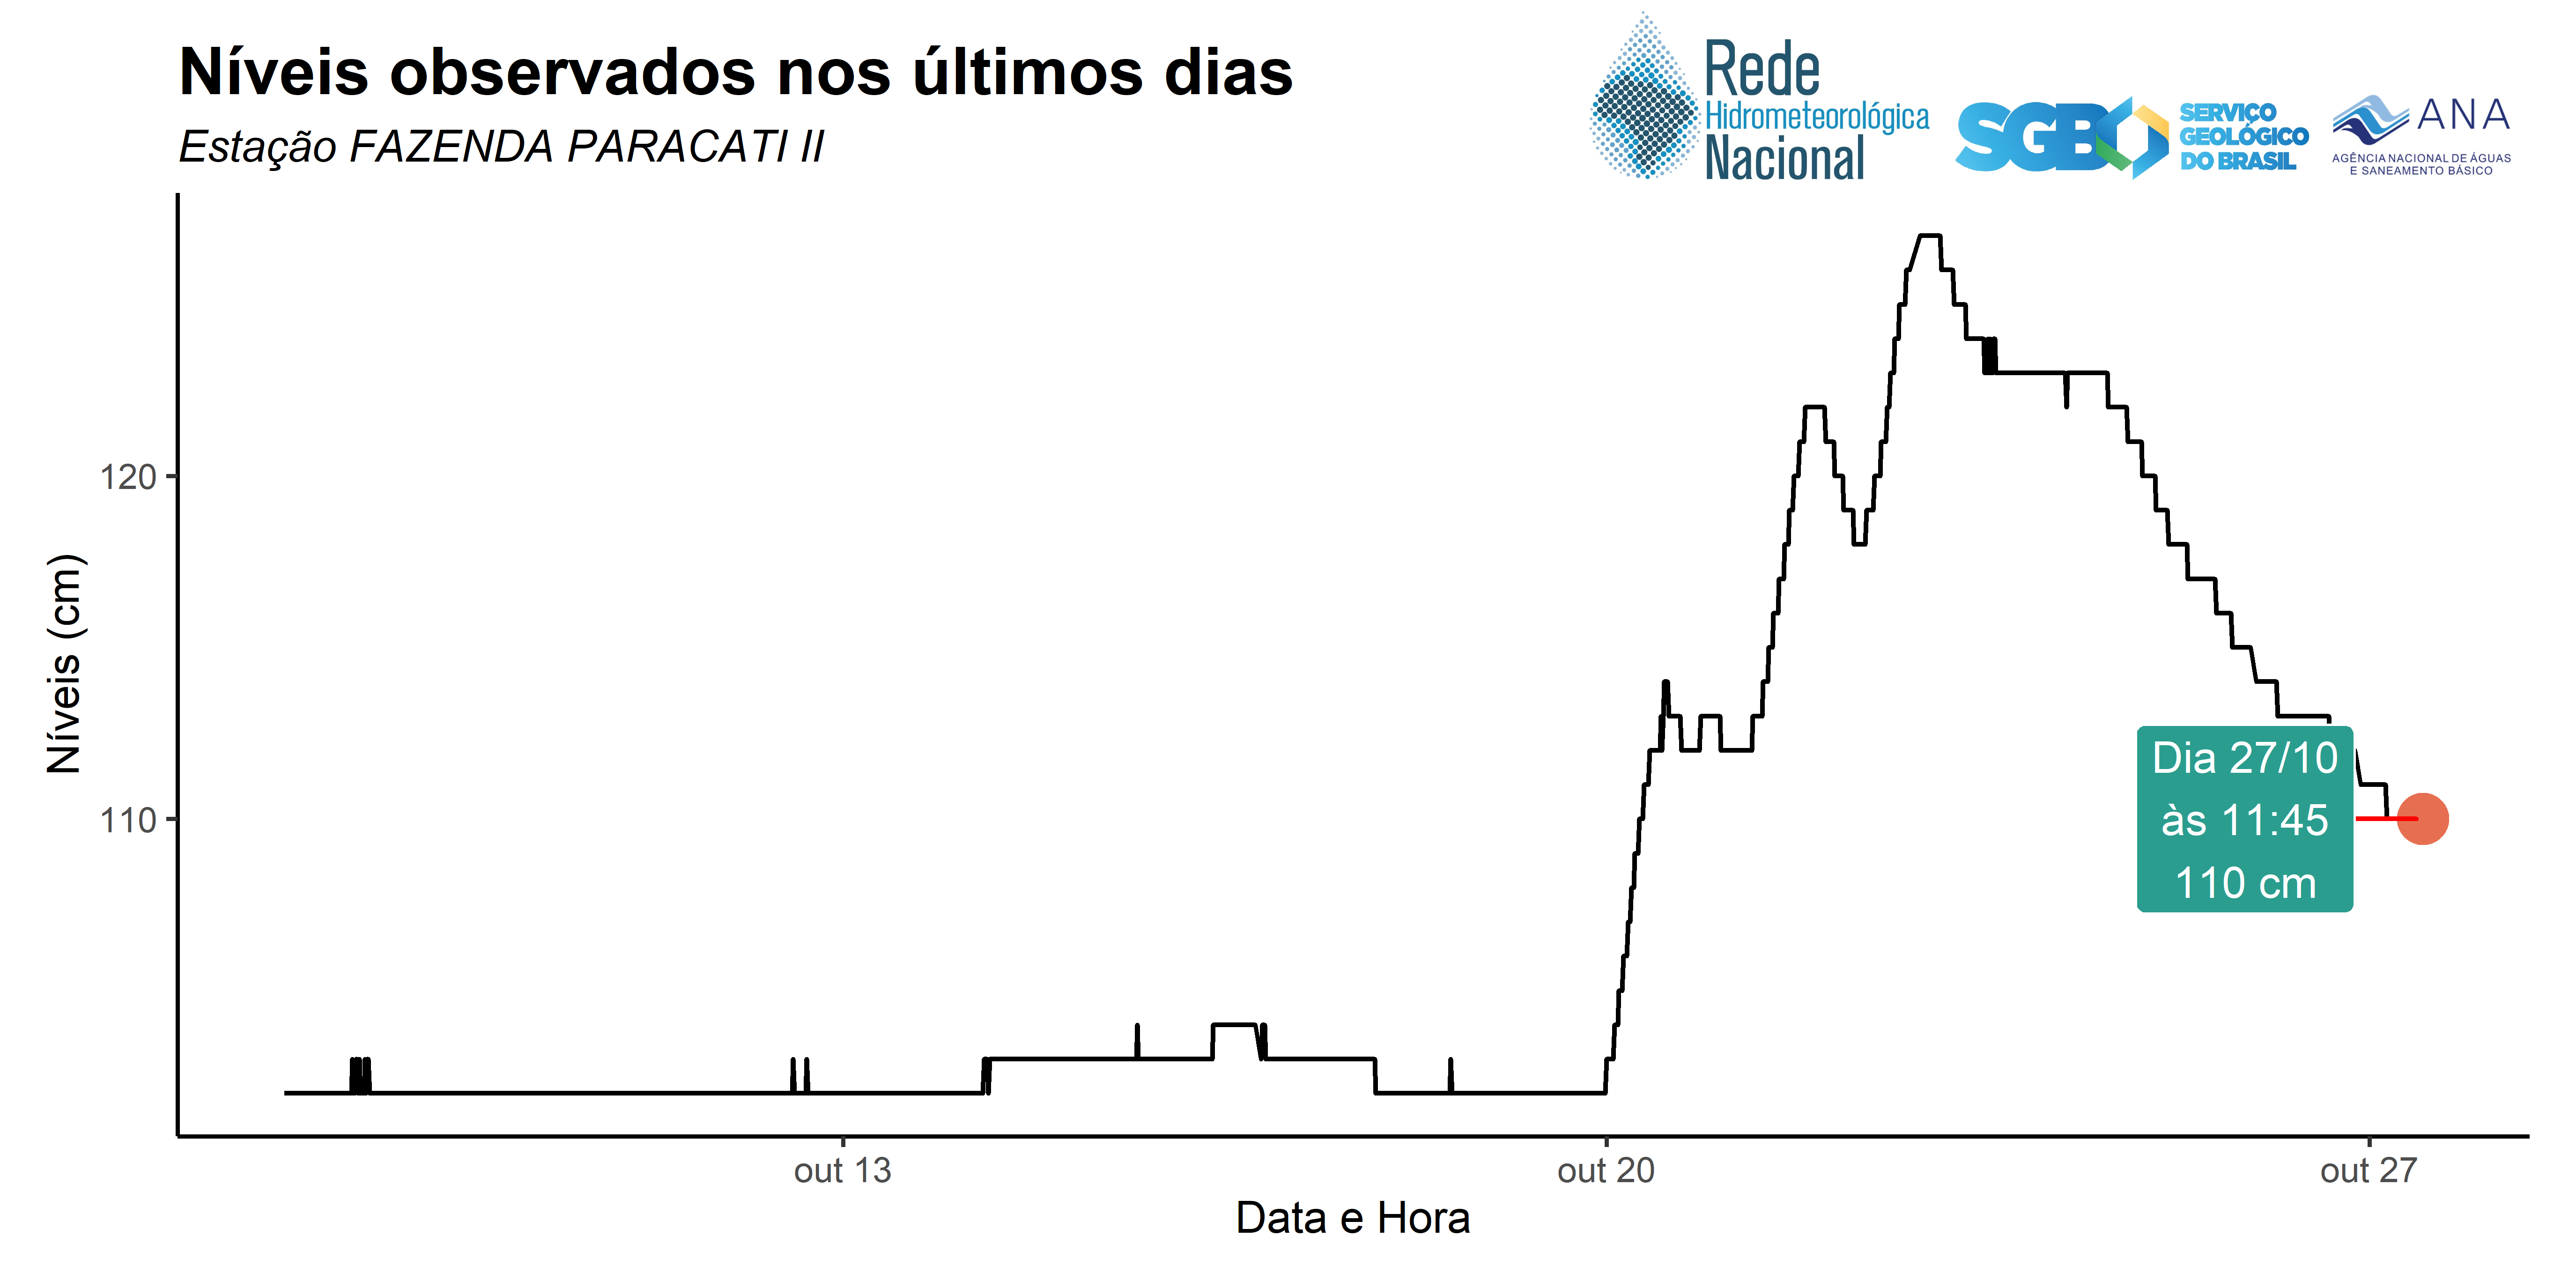 Níveis observados nos últimos dias
Estação FAZENDA PARACATI II
Rede
Hidrometeorológica
Nacional
SGB
SERVIÇO
GEOLÓGICO
DO BRASIL
ANA
AGÊNCIA NACIONAL DE ÁGUAS
E SANEAMENTO BÁSICO
Níveis (cm)
120
110
Dia 27/10
às 11:45
110 cm
out 13
out 20
out 27
Data e Hora